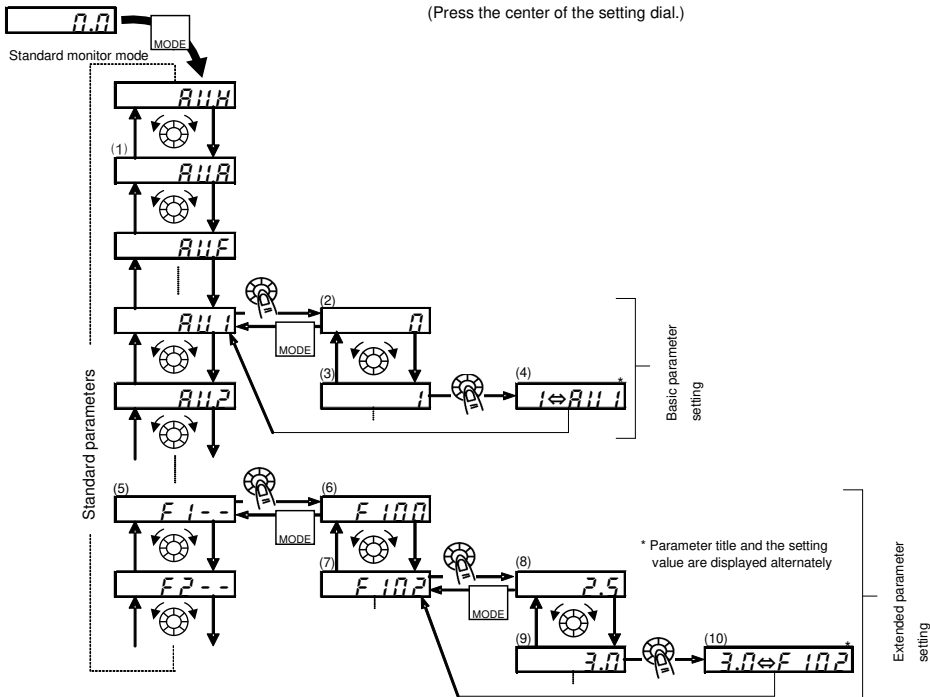 (Press the center of the setting dial.)
0.0
MODE
Standard monitor mode
AUH
(1)
AUA
AUF
(2)
AU1
0
MODE
(3)
(4)
*
AU2
1
1⇔AU1
Basic parameter
setting
Standard parameters
(5)
(6)
F1--
F100
MODE
(7)
(8)
F2--
F102
2.5
MODE
* Parameter title and the setting
value are displayed alternately
(9)
(10)
*
3.0
3.0⇔F102
Extended parameter
setting